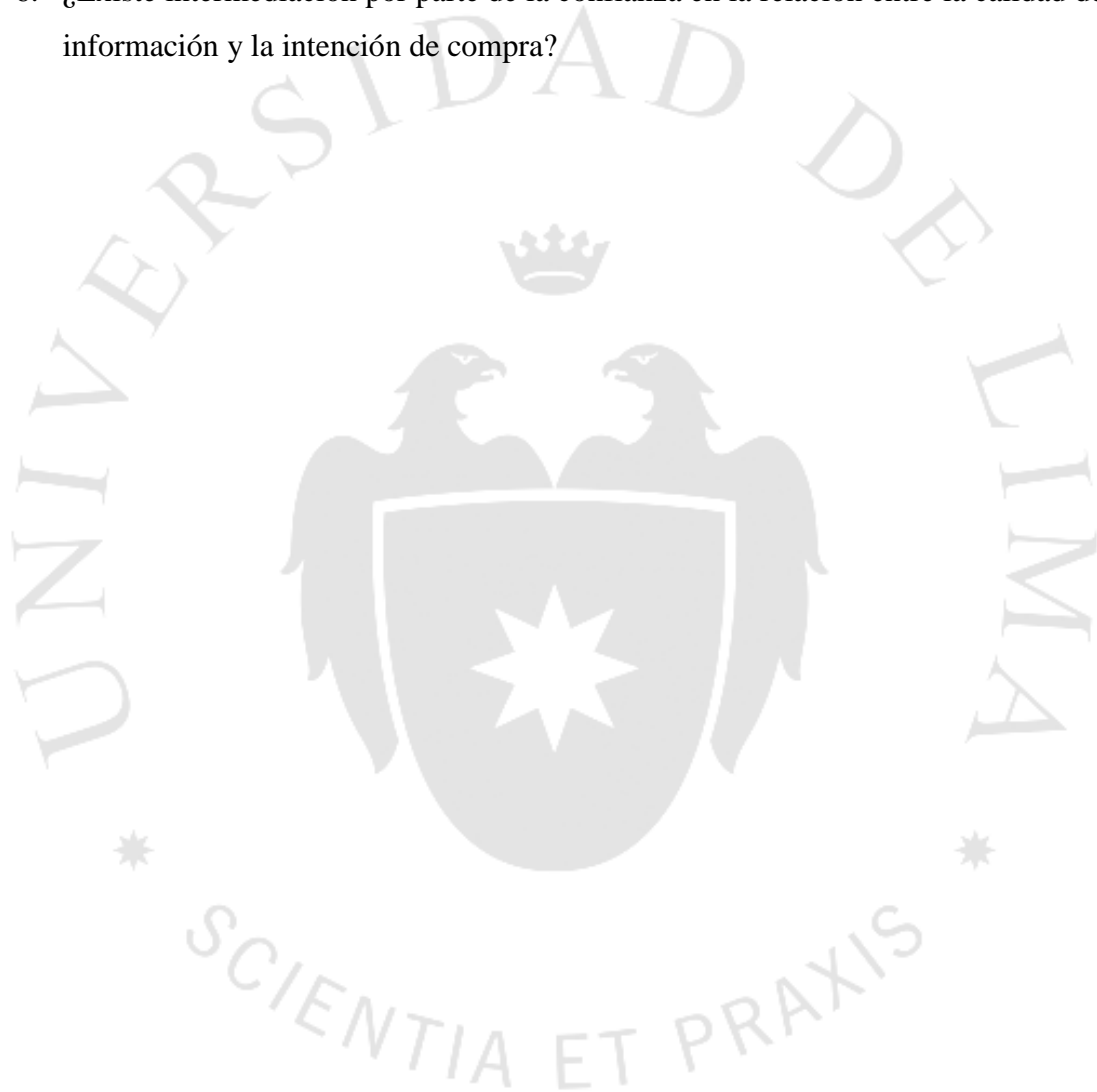 ¿Existe intermediación por parte de la confianza en la relación entre la calidad de
información y la intención de compra?
UNIVERSIDAD DE LIMA
SCIENTIA ET PRAXIS